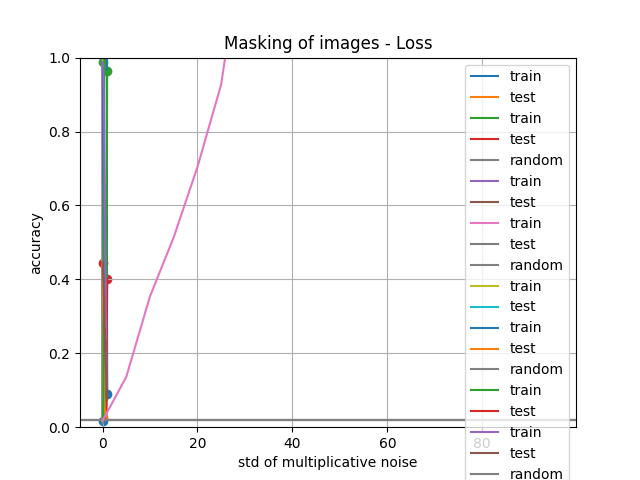 Masking of images - Loss
accuracy
1.0
0.8
0.6
0.4
0.2
0.0
0
20
40
60
80
std of multiplicative noise
train
test
train
test
random
train
test
train
test
random
train
test
train
test
random
train
test
train
test
random